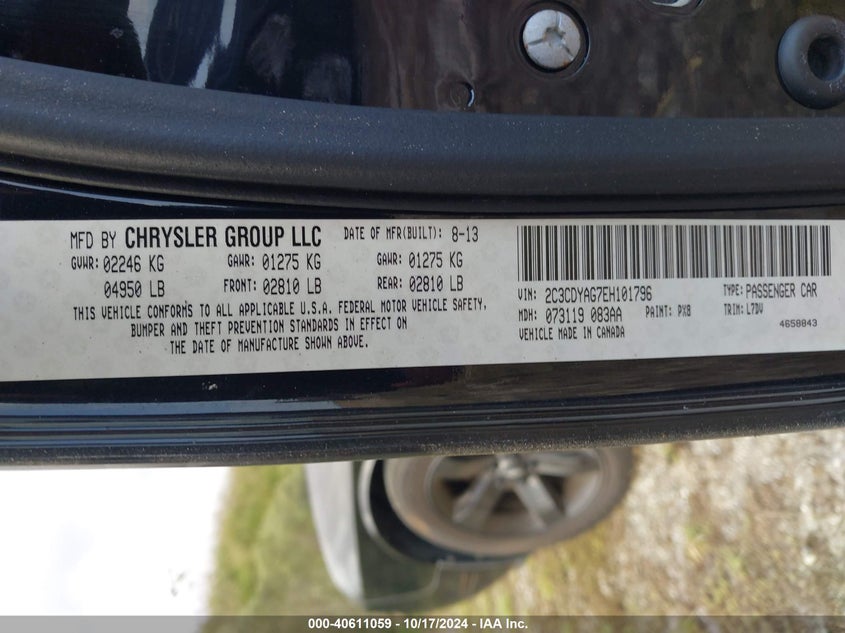 MFD BY CHRYSLER GROUP LLC DATE OF MFR(BUILT): 8-13
GVWR: 02246 KG GAWR: 01275 KG GAWR: 01275 KG
04950 LB FRONT: 02810 LB REAR: 02810 LB
THIS VEHICLE CONFORMS TO ALL APPLICABLE U.S.A. FEDERAL MOTOR VEHICLE SAFETY,
BUMPER AND THEFT PREVENTION STANDARDS IN EFFECT ON
THE DATE OF MANUFACTURE SHOWN ABOVE.
VIN: 2C3CDYAG7EH101796 TYPE: PASSENGER CAR
MDH: 073119 083AA PAINT: PX8 TRIM: L7DV
VEHICLE MADE IN CANADA 4658843
000-40611059 - 10/17/2024 - IAA Inc.